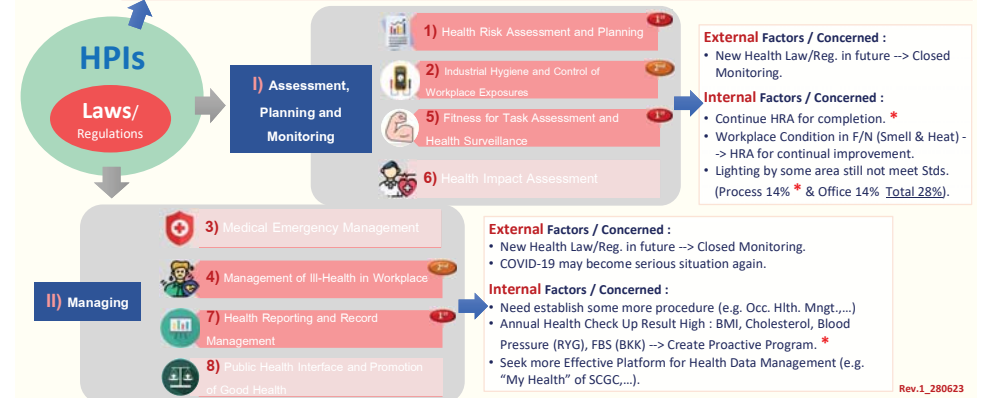 HPIs
Laws/
Regulations
I) Assessment,
Planning and
Monitoring
1) Health Risk Assessment and Planning
1st
2) Industrial Hygiene and Control of
Workplace Exposures
2nd
5) Fitness for Task Assessment and
Health Surveillance
1st
6) Health Impact Assessment
External Factors / Concerned :
• New Health Law/Reg. in future --> Closed
Monitoring.
Internal Factors / Concerned :
• Continue HRA for completion. *
• Workplace Condition in F/N (Smell & Heat) -
-> HRA for continual improvement.
• Lighting by some area still not meet Stds.
(Process 14% * & Office 14% Total 28%).
II) Managing
3) Medical Emergency Management
4) Management of Ill-Health in Workplace
2nd
7) Health Reporting and Record
Management
1st
8) Public Health Interface and Promotion
of Good Health
External Factors / Concerned :
• New Health Law/Reg. in future --> Closed Monitoring.
• COVID-19 may become serious situation again.
Internal Factors / Concerned :
• Need establish some more procedure (e.g. Occ. Hlth. Mngt.,...)
• Annual Health Check Up Result High : BMI, Cholesterol, Blood
Pressure (RYG), FBS (BKK) --> Create Proactive Program. *
• Seek more Effective Platform for Health Data Management (e.g.
“My Health” of SCGC,...).
Rev.1_280623